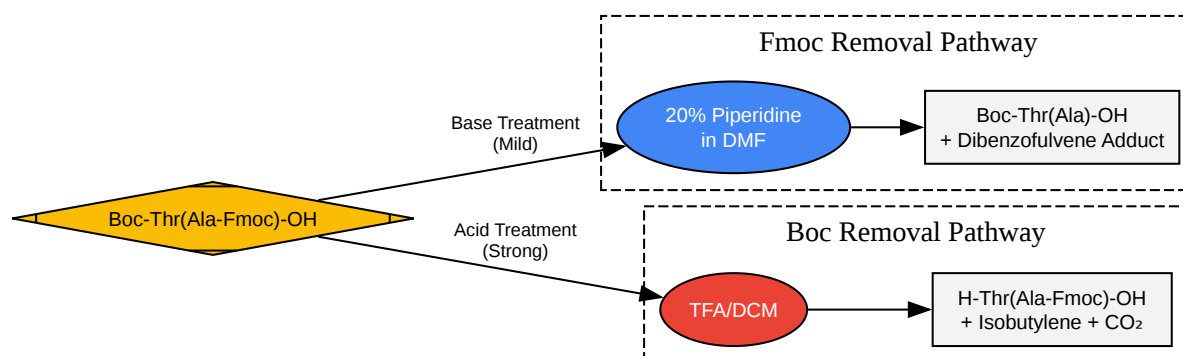 Fmoc Removal Pathway
Base Treatment
(Mild)
20% Piperidine
in DMF
Boc-Thr(Ala)-OH
+ Dibenzofulvene Adduct
Boc-Thr(Ala-Fmoc)-OH
Acid Treatment
(Strong)
Boc Removal Pathway
TFA/DCM
H-Thr(Ala-Fmoc)-OH
+ Isobutylene + CO₂